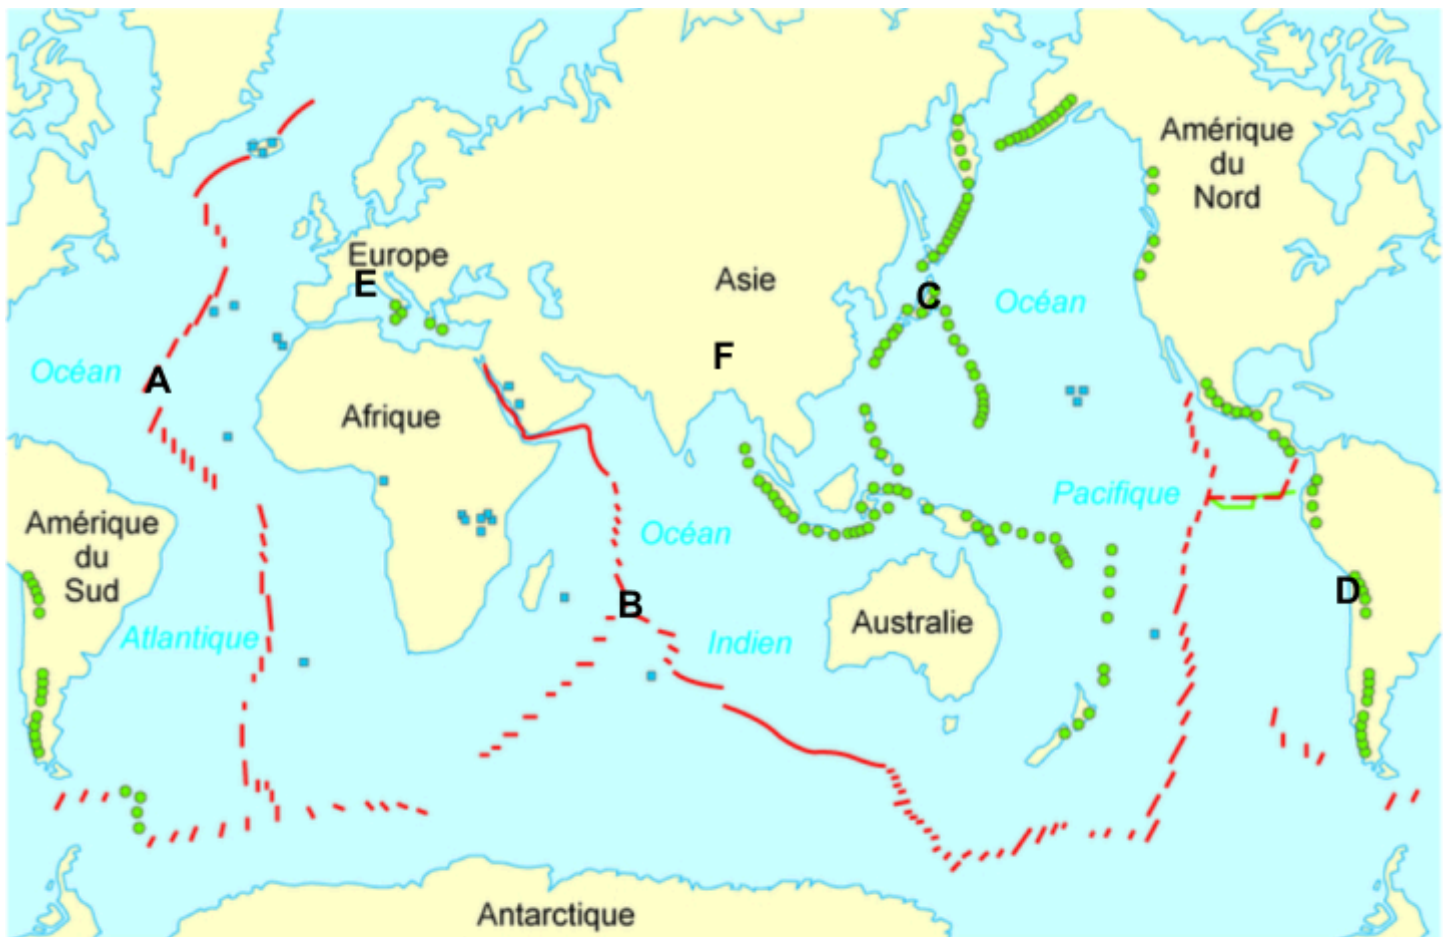 Amérique
du
Nord
Europe
E
Asie
C
Océan
F
Océan
A
Afrique
Pacifique
Amérique
du
Sud
Océan
D
B
Australie
Atlantique
Indien
Antarctique